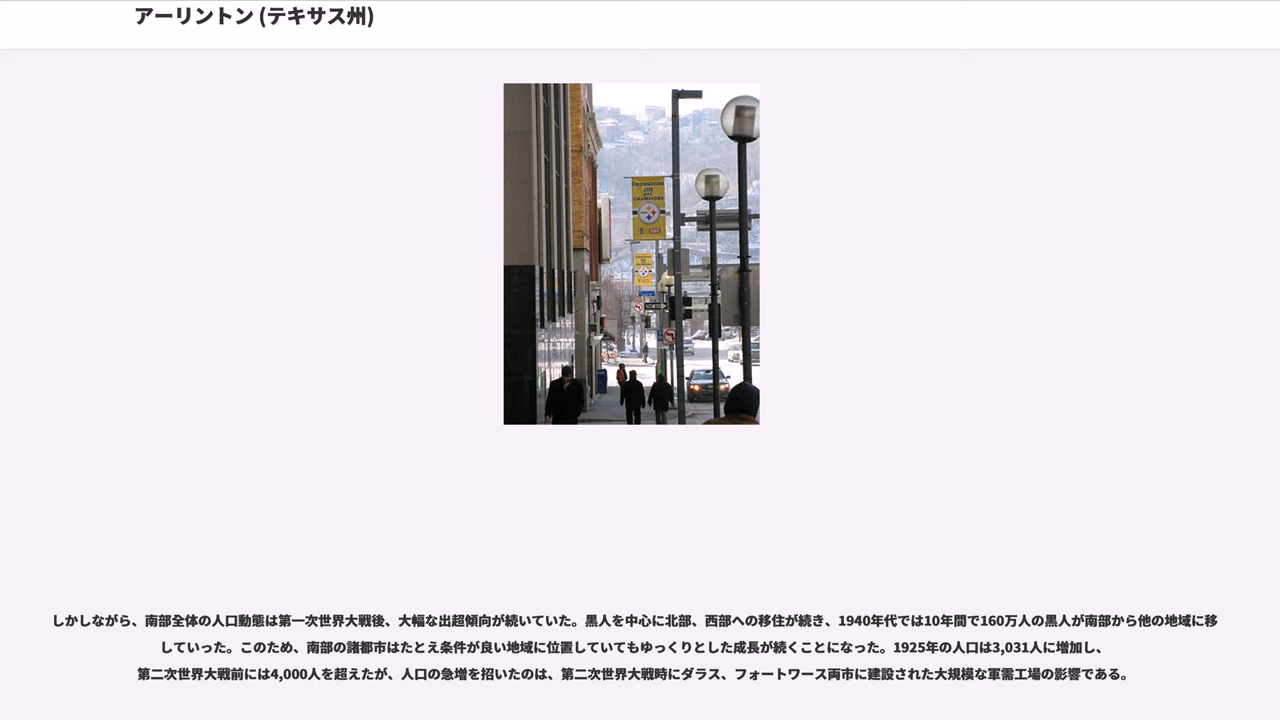 アーリントン (テキサス州)
Congratulations
AFC
CHAMPIONS
しかしながら、南部全体の人口動態は第一次世界大戦後、大幅な出超傾向が続いていた。黒人を中心に北部、西部への移住が続き、1940年代では10年間で160万人の黒人が南部から他の地域に移
していった。このため、南部の諸都市はたとえ条件が良い地域に位置していてもゆっくりとした成長が続くことになった。1925年の人口は3,031人に増加し、
第二次世界大戦前には4,000人を超えたが、人口の急増を招いたのは、第二次世界大戦時にダラス、フォートワース両市に建設された大規模な軍需工場の影響である。